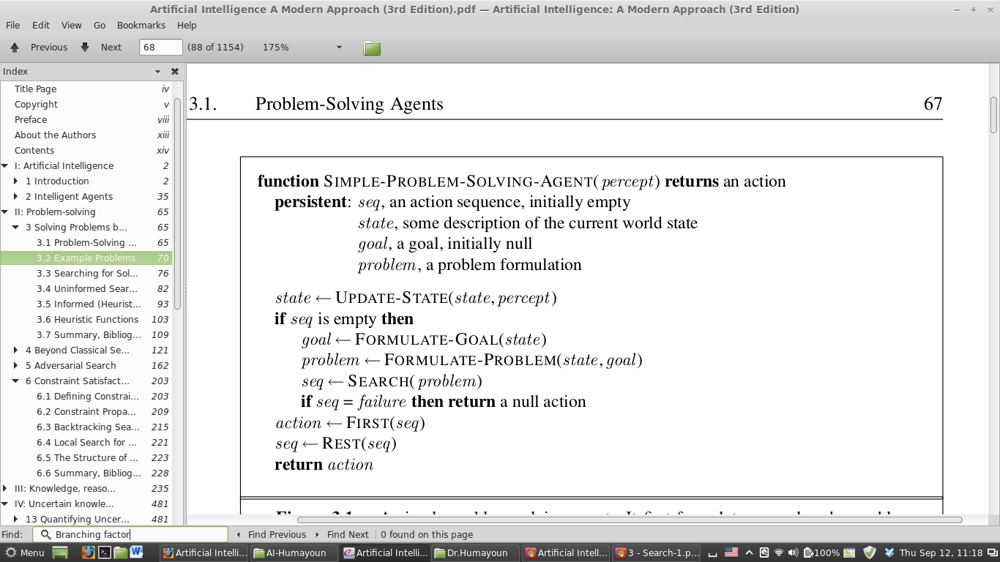 Artificial Intelligence A Modern Approach (3rd Edition).pdf — Artificial Intelligence: A Modern Approach (3rd Edition)
File Edit View Go Bookmarks Help
Previous Next 68 (88 of 1154) 175%
Index
Title Page iv
Copyright v
Preface viii
About the Authors xiii
Contents xiv
I: Artificial Intelligence 2
1 Introduction 2
2 Intelligent Agents 35
II: Problem-solving 65
3 Solving Problems b... 65
3.1 Problem-Solving ... 65
3.2 Example Problems 70
3.3 Searching for Sol... 76
3.4 Uninformed Sear... 82
3.5 Informed (Heurist... 93
3.6 Heuristic Functions 103
3.7 Summary, Bibliog... 109
4 Beyond Classical Se... 121
5 Adversarial Search 162
6 Constraint Satisfact... 203
6.1 Defining Constrai... 203
6.2 Constraint Propa... 209
6.3 Backtracking Sea... 215
6.4 Local Search for ... 221
6.5 The Structure of ... 223
6.6 Summary, Bibliog... 228
III: Knowledge, reaso... 235
IV: Uncertain knowle... 481
13 Quantifying Uncer... 481
3.1. Problem-Solving Agents 67
function SIMPLE-PROBLEM-SOLVING-AGENT( percept) returns an action
persistent: seq, an action sequence, initially empty
state, some description of the current world state
goal, a goal, initially null
problem, a problem formulation
state ← UPDATE-STATE(state, percept)
if seq is empty then
goal ← FORMULATE-GOAL(state)
problem ← FORMULATE-PROBLEM(state, goal)
seq ← SEARCH( problem)
if seq = failure then return a null action
action ← FIRST(seq)
seq ← REST(seq)
return action
Find: Branching factor Find Previous Find Next 0 found on this page
Menu Artificial Intelli... AI-Humayoun Artificial Intelli... Dr.Humayoun Artificial Intelli... 3 - Search-1.p... 100% Thu Sep 12, 11:18